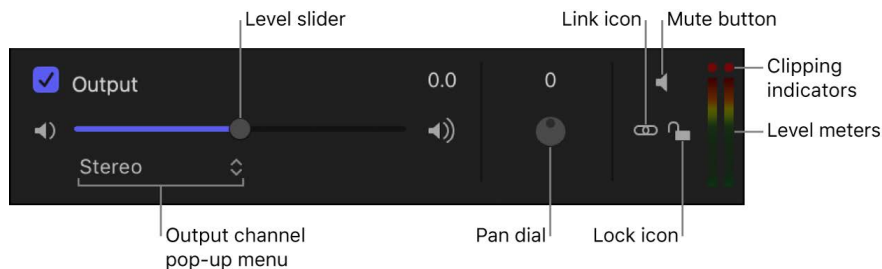 Level slider
Link icon
Mute button
Output
0.0
0
Clipping
indicators
Level meters
Stereo
Output channel
pop-up menu
Pan dial
Lock icon